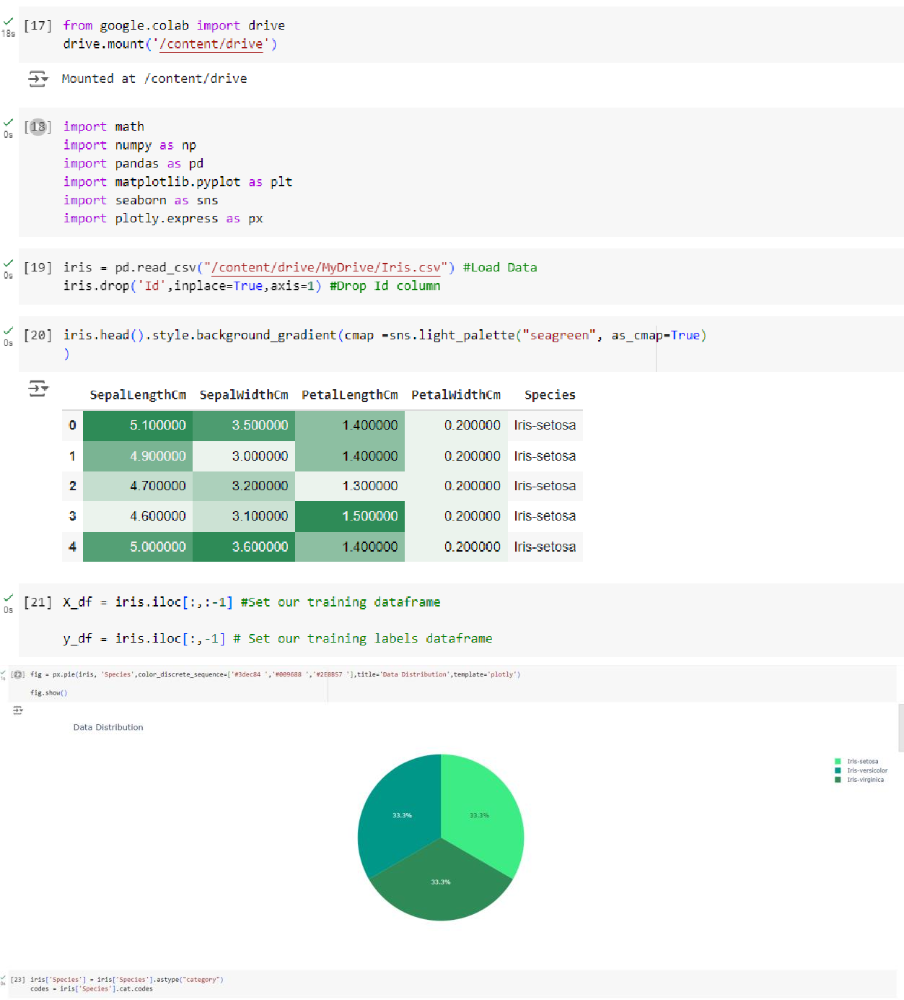 18s
[17] from google.colab import drive
drive.mount('/content/drive')
Mounted at /content/drive
0s
[18] import math
import numpy as np
import pandas as pd
import matplotlib.pyplot as plt
import seaborn as sns
import plotly.express as px
0s
[19] iris = pd.read_csv("/content/drive/MyDrive/Iris.csv") #Load Data
iris.drop('Id',inplace=True,axis=1) #Drop Id column
0s
[20] iris.head().style.background_gradient(cmap =sns.light_palette("seagreen", as_cmap=True)
)
SepalLengthCm SepalWidthCm PetalLengthCm PetalWidthCm Species
0 5.100000 3.500000 1.400000 0.200000 Iris-setosa
1 4.900000 3.000000 1.400000 0.200000 Iris-setosa
2 4.700000 3.200000 1.300000 0.200000 Iris-setosa
3 4.600000 3.100000 1.500000 0.200000 Iris-setosa
4 5.000000 3.600000 1.400000 0.200000 Iris-setosa
0s
[21] X_df = iris.iloc[:,:-1] #Set our training dataframe
y_df = iris.iloc[:,-1] # Set our training labels dataframe
1s
[22] fig = px.pie(iris, 'Species',color_discrete_sequence=['#3dec84 ','#009688 ','#2E8B57 '],title='Data Distribution',template='plotly')
fig.show()
Data Distribution
Iris-setosa
Iris-versicolor
Iris-virginica
33.3%
33.3%
33.3%
0s
[23] iris['Species'] = iris['Species'].astype("category")
codes = iris['Species'].cat.codes